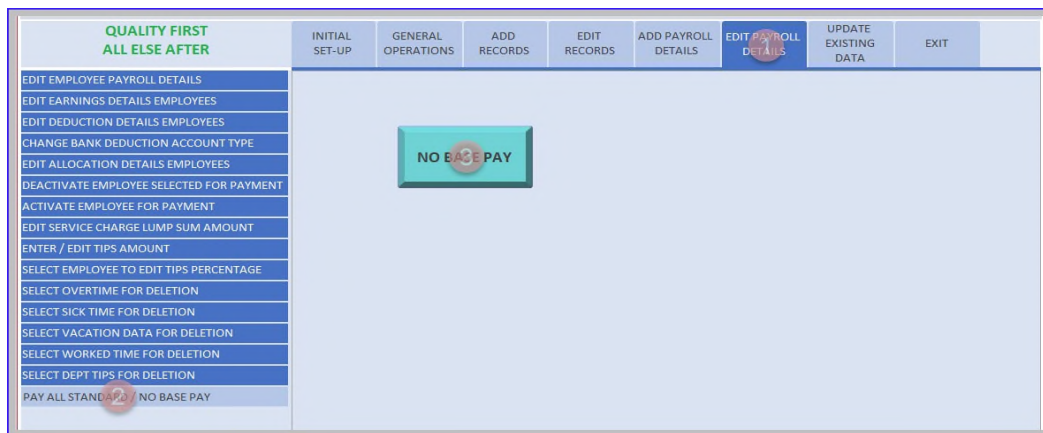 QUALITY FIRST
ALL ELSE AFTER
INITIAL
SET-UP
GENERAL
OPERATIONS
ADD
RECORDS
EDIT
RECORDS
ADD PAYROLL
DETAILS
EDIT PAYROLL
DETAILS
1
UPDATE
EXISTING
DATA
EXIT
EDIT EMPLOYEE PAYROLL DETAILS
EDIT EARNINGS DETAILS EMPLOYEES
EDIT DEDUCTION DETAILS EMPLOYEES
CHANGE BANK DEDUCTION ACCOUNT TYPE
EDIT ALLOCATION DETAILS EMPLOYEES
DEACTIVATE EMPLOYEE SELECTED FOR PAYMENT
ACTIVATE EMPLOYEE FOR PAYMENT
EDIT SERVICE CHARGE LUMP SUM AMOUNT
ENTER / EDIT TIPS AMOUNT
SELECT EMPLOYEE TO EDIT TIPS PERCENTAGE
SELECT OVERTIME FOR DELETION
SELECT SICK TIME FOR DELETION
SELECT VACATION DATA FOR DELETION
SELECT WORKED TIME FOR DELETION
SELECT DEPT TIPS FOR DELETION
PAY ALL STANDARD / NO BASE PAY
2
NO BASE PAY
3